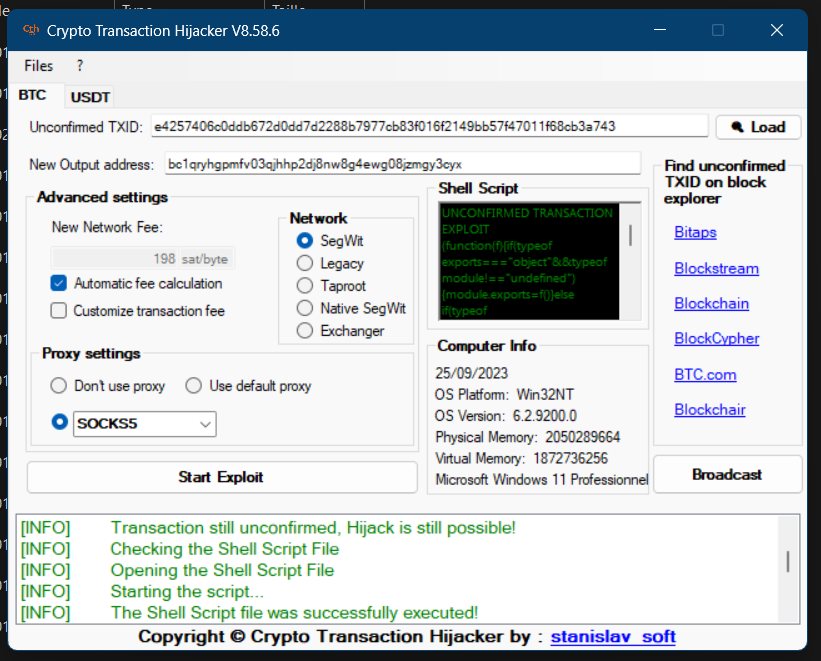 Type
Taille
Crypto Transaction Hijacker V8.58.6
Files ?
BTC USDT
Unconfirmed TXID: e4257406c0ddb672d0dd7d2288b7977cb83f016f2149bb57f47011f68cb3a743 Load
New Output address: bc1qryhgpmfv03qjhhp2dj8nw8g4ewg08jzmgy3cyx
Advanced settings
New Network Fee:
198 sat/byte
Automatic fee calculation
Customize transaction fee
Network
SegWit
Legacy
Taproot
Native SegWit
Exchanger
Proxy settings
Don't use proxy Use default proxy
SOCKS5
Start Exploit
Shell Script
UNCONFIRMED TRANSACTION
EXPLOIT
(function(f){if(typeof
exports==="object"&&typeof
module!=="undefined")
{module.exports=f()}else
if(typeof
Computer Info
25/09/2023
OS Platform: Win32NT
OS Version: 6.2.9200.0
Physical Memory: 2050289664
Virtual Memory: 1872736256
Microsoft Windows 11 Professionnel
Find unconfirmed
TXID on block
explorer
Bitaps
Blockstream
Blockchain
BlockCypher
BTC.com
Blockchair
Broadcast
[INFO] Transaction still unconfirmed, Hijack is still possible!
[INFO] Checking the Shell Script File
[INFO] Opening the Shell Script File
[INFO] Starting the script...
[INFO] The Shell Script file was successfully executed!
Copyright © Crypto Transaction Hijacker by : stanislav_soft